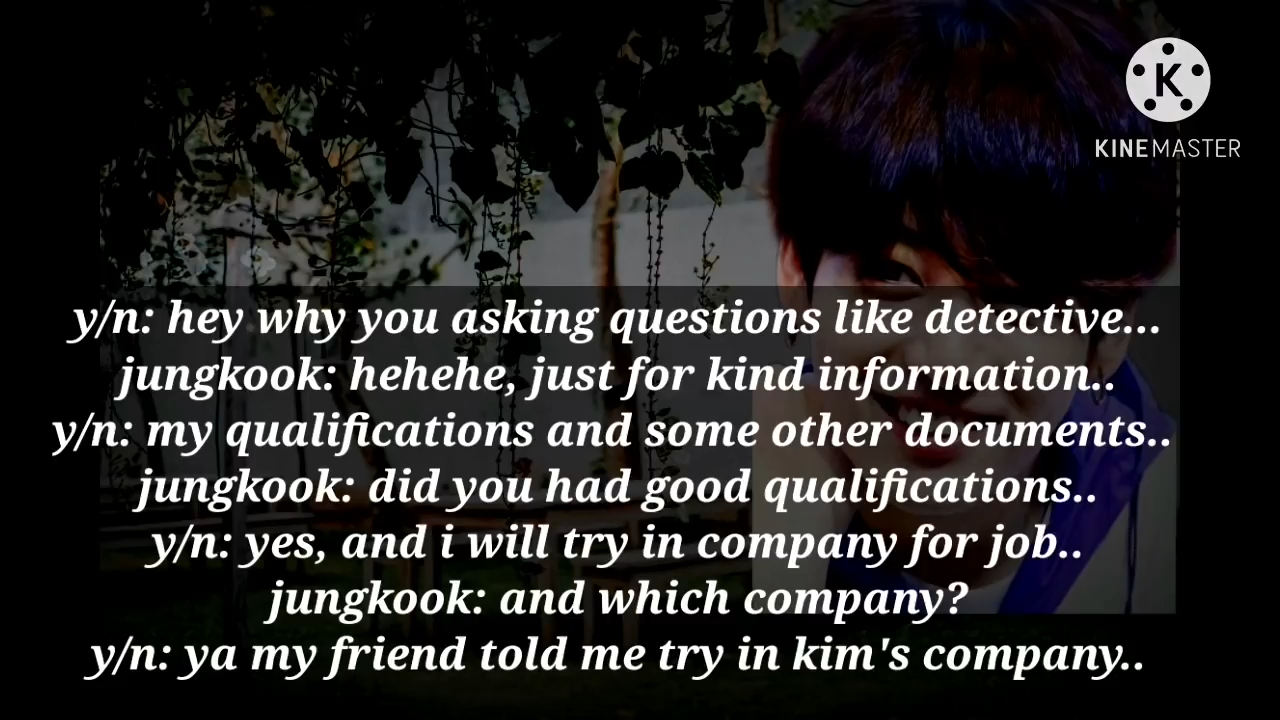 K
KINEMASTER
y/n: hey why you asking questions like detective...
jungkook: hehehe, just for kind information..
y/n: my qualifications and some other documents..
jungkook: did you had good qualifications..
y/n: yes, and i will try in company for job..
jungkook: and which company?
y/n: ya my friend told me try in kim's company..